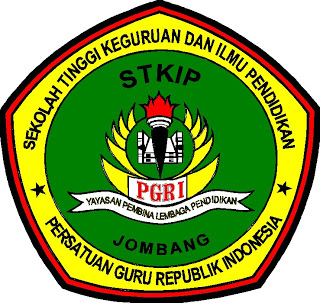 SEKOLAH TINGGI KEGURUAN DAN ILMU PENDIDIKAN
STKIP
PGRI
YAYASAN PEMBINA LEMBAGA PENDIDIKAN
JOMBANG
PERSATUAN GURU REPUBLIK INDONESIA